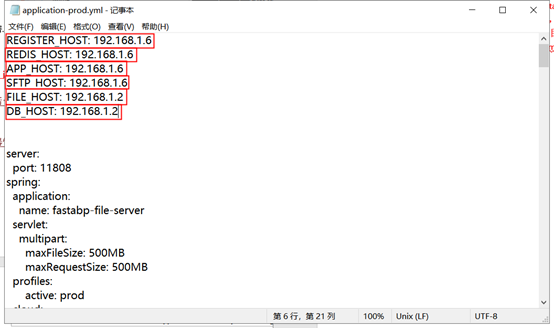 application-prod.yml - 记事本
文件(F) 编辑(E) 格式(O) 查看(V) 帮助(H)
REGISTER_HOST: 192.168.1.6
REDIS_HOST: 192.168.1.6
APP_HOST: 192.168.1.6
SFTP_HOST: 192.168.1.6
FILE_HOST: 192.168.1.2
DB_HOST: 192.168.1.2
server:
port: 11808
spring:
application:
name: fastabp-file-server
servlet:
multipart:
maxFileSize: 500MB
maxRequestSize: 500MB
profiles:
active: prod
第 6 行，第 21 列 100% Unix (LF) UTF-8